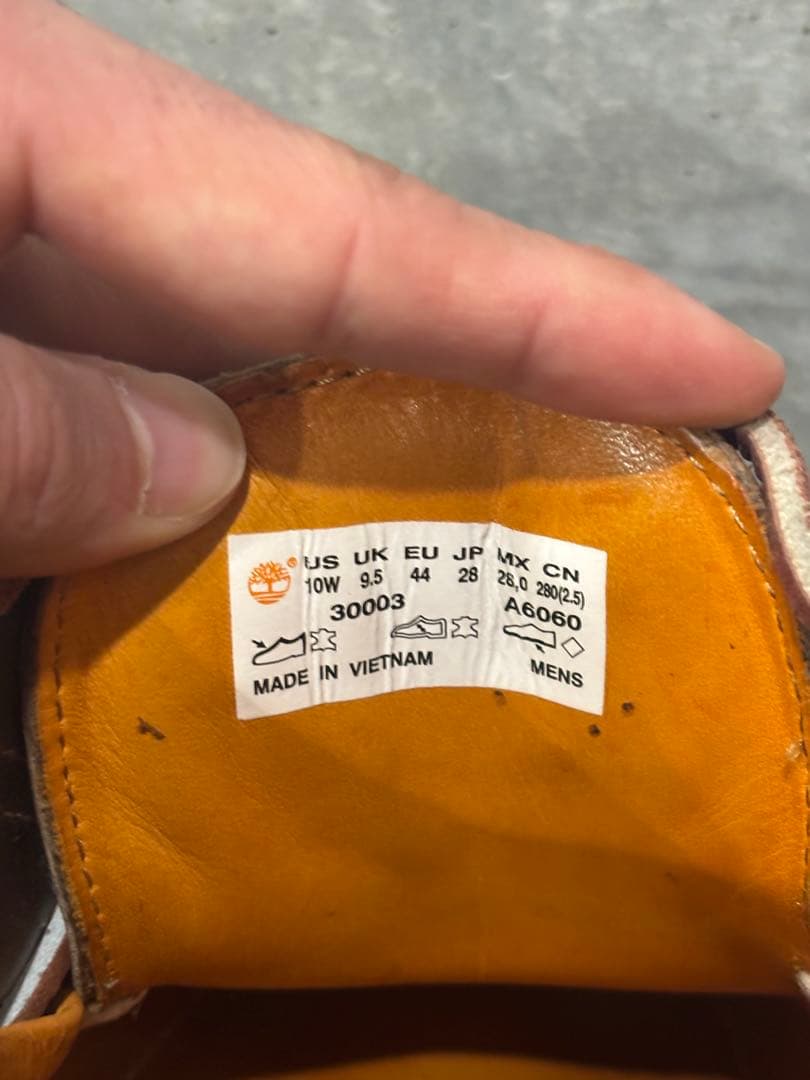 ® US UK EU JP MX CN
10W 9.5 44 28 28,0 280(2.5)
30003 A6060
MADE IN VIETNAM MENS